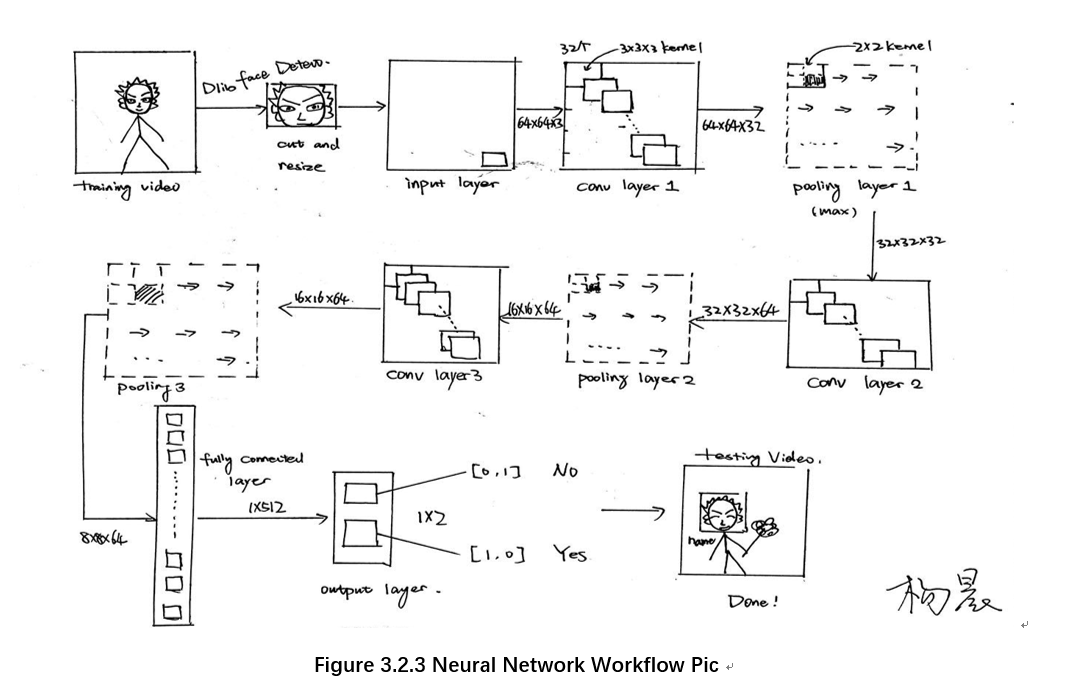 Dlib face Detevo.
training video
cut and
resize
input layer
64x64x3
32个
3x3x3 kernel
conv layer 1
64x64x32
2x2 kernel
pooling layer 1
(max)
32x32x32
conv layer 2
32x32x64
pooling layer 2
16x16x64
conv layer 3
16x16x64
pooling 3
8x8x64
fully connected
layer
1x512
output layer.
1x2
[0,1] No
[1,0] Yes
testing Video.
name
Done!
杨晨
Figure 3.2.3 Neural Network Workflow Pic